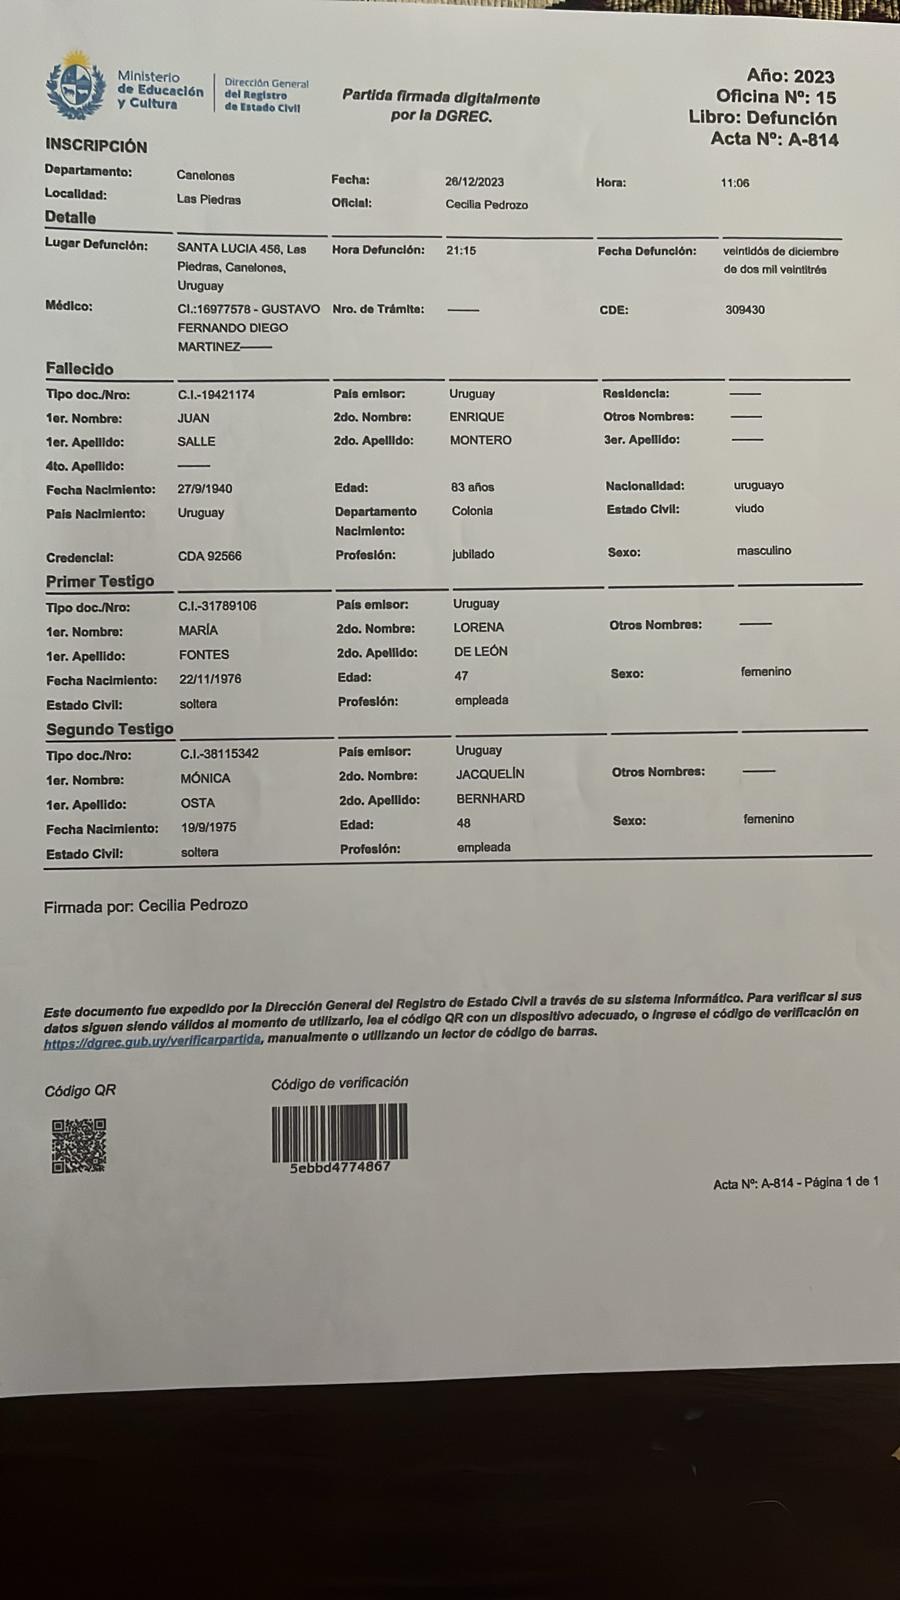 Ministerio
de Educación
y Cultura
Dirección General
del Registro
de Estado Civil
Partida firmada digitalmente
por la DGREC.
Año: 2023
Oficina Nº: 15
Libro: Defunción
Acta Nº: A-814
INSCRIPCIÓN
Departamento: Canelones Fecha: 26/12/2023 Hora: 11:06
Localidad: Las Piedras Oficial: Cecilia Pedrozo
Detalle
Lugar Defunción: SANTA LUCIA 456, Las Hora Defunción: 21:15 Fecha Defunción: veintidós de diciembre
Piedras, Canelones, de dos mil veintitrés
Uruguay
Médico: CI.:16977578 - GUSTAVO Nro. de Trámite: —— CDE: 309430
FERNANDO DIEGO
MARTINEZ——
Fallecido
Tipo doc./Nro: C.I.-19421174 País emisor: Uruguay Residencia: ——
1er. Nombre: JUAN 2do. Nombre: ENRIQUE Otros Nombres: ——
1er. Apellido: SALLE 2do. Apellido: MONTERO 3er. Apellido: ——
4to. Apellido: ——
Fecha Nacimiento: 27/9/1940 Edad: 83 años Nacionalidad: uruguayo
País Nacimiento: Uruguay Departamento Colonia Estado Civil: viudo
Nacimiento:
Credencial: CDA 92566 Profesión: jubilado Sexo: masculino
Primer Testigo
Tipo doc./Nro: C.I.-31789106 País emisor: Uruguay
1er. Nombre: MARÍA 2do. Nombre: LORENA Otros Nombres: ——
1er. Apellido: FONTES 2do. Apellido: DE LEÓN
Fecha Nacimiento: 22/11/1976 Edad: 47 Sexo: femenino
Estado Civil: soltera Profesión: empleada
Segundo Testigo
Tipo doc./Nro: C.I.-38115342 País emisor: Uruguay
1er. Nombre: MÓNICA 2do. Nombre: JACQUELÍN Otros Nombres: ——
1er. Apellido: OSTA 2do. Apellido: BERNHARD
Fecha Nacimiento: 19/9/1975 Edad: 48 Sexo: femenino
Estado Civil: soltera Profesión: empleada
Firmada por: Cecilia Pedrozo
Este documento fue expedido por la Dirección General del Registro de Estado Civil a través de su sistema Informático. Para verificar si sus
datos siguen siendo válidos al momento de utilizarlo, lea el código QR con un dispositivo adecuado, o ingrese el código de verificación en
https://dgrec.gub.uy/verificarpartida, manualmente o utilizando un lector de código de barras.
Código QR
Código de verificación
5ebbd4774867
Acta Nº: A-814 - Página 1 de 1